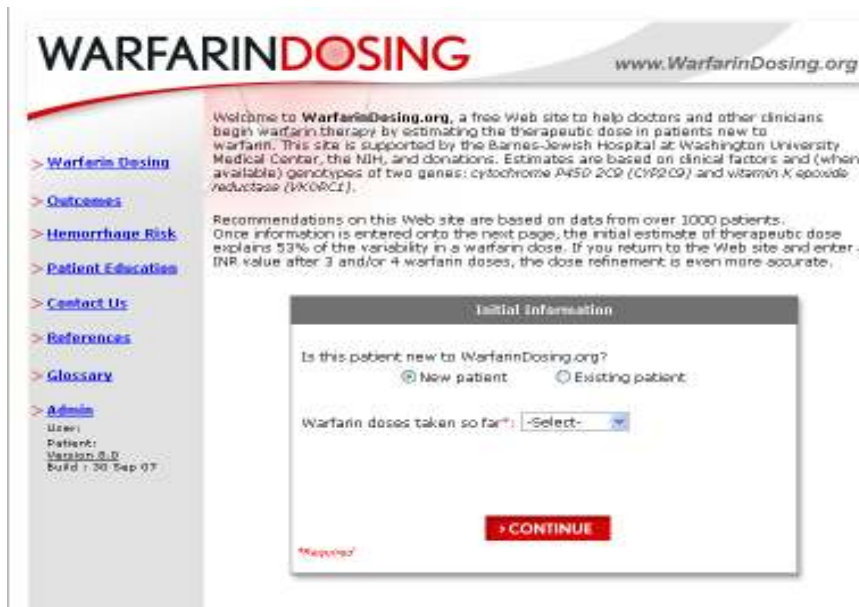 WARFARINDOSING
www.WarfarinDosing.org
Welcome to WarfarinDosing.org, a free Web site to help doctors and other clinicians
begin warfarin therapy by estimating the therapeutic dose in patients new to
warfarin. This site is supported by the Barnes-Jewish Hospital at Washington University
Medical Center, the NIH, and donations. Estimates are based on clinical factors and (when
available) genotypes of two genes: cytochrome P450 2C9 (CYP2C9) and vitamin K epoxide
reductase (VKORC1).
Recommendations on this Web site are based on data from over 1000 patients.
Once information is entered onto the next page, the initial estimate of therapeutic dose
explains 53% of the variability in a warfarin dose. If you return to the Web site and enter
INR value after 3 and/or 4 warfarin doses, the dose refinement is even more accurate.
> Warfarin Dosing
> Outcomes
> Hemorrhage Risk
> Patient Education
> Contact Us
> References
> Glossary
> Admin
User:
Patient:
Version 8.0
Build : 30 Sep 07
Initial Information
Is this patient new to WarfarinDosing.org?
New patient Existing patient
Warfarin doses taken so far*: -Select-
> CONTINUE
*Required